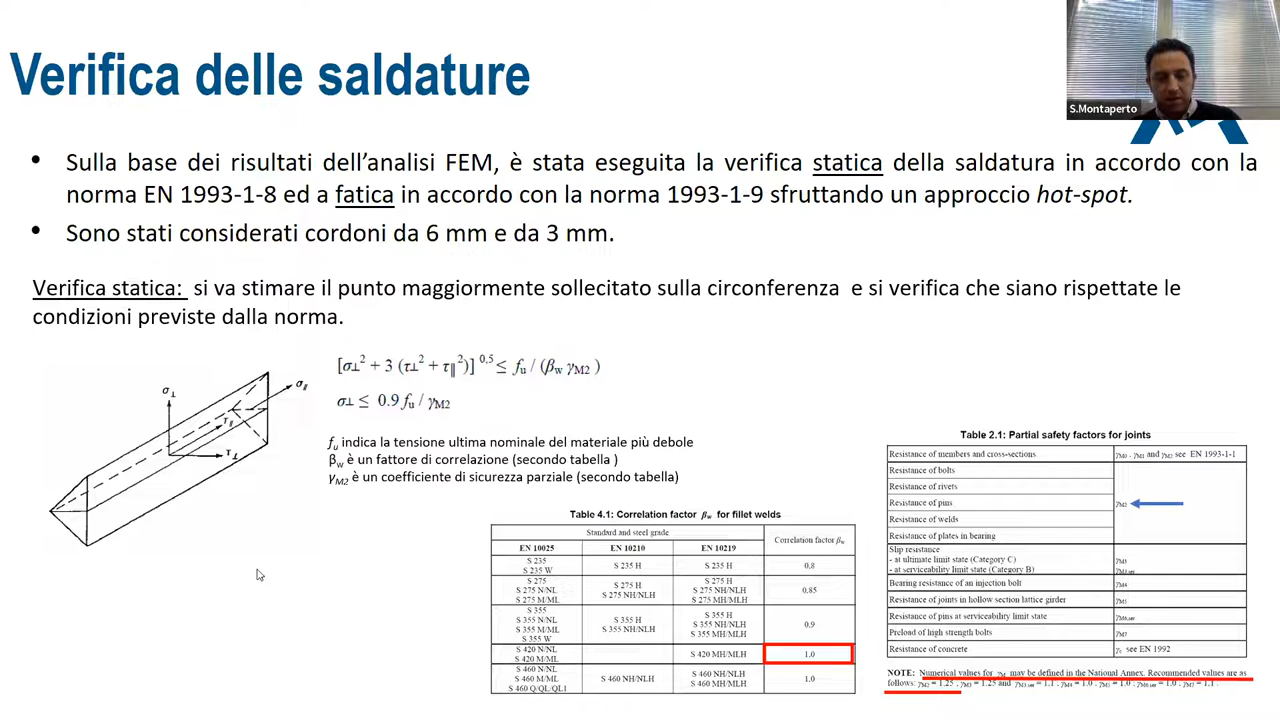 Verifica delle saldature
S.Montaperto
• Sulla base dei risultati dell'analisi FEM, è stata eseguita la verifica statica della saldatura in accordo con la
norma EN 1993-1-8 ed a fatica in accordo con la norma 1993-1-9 sfruttando un approccio hot-spot.
• Sono stati considerati cordoni da 6 mm e da 3 mm.
Verifica statica: si va stimare il punto maggiormente sollecitato sulla circonferenza e si verifica che siano rispettate le
condizioni previste dalla norma.
σ⊥
σ∥
τ∥
τ⊥
[σ⊥² + 3 (τ⊥² + τ∥²)] ^0,5 ≤ fu / (βw γM2 )
σ⊥ ≤ 0.9 fu / γM2
fu indica la tensione ultima nominale del materiale più debole
βw è un fattore di correlazione (secondo tabella )
γM2 è un coefficiente di sicurezza parziale (secondo tabella)
Table 4.1: Correlation factor βw for fillet welds
Standard and steel grade
Correlation factor βw
EN 10025 EN 10210 EN 10219
S 235
S 235 W
S 235 H S 235 H 0.8
S 275
S 275 N/NL
S 275 M/ML
S 275 H
S 275 NH/NLH
S 275 H
S 275 NH/NLH
S 275 MH/MLH
0.85
S 355
S 355 N/NL
S 355 M/ML
S 355 W
S 355 H
S 355 NH/NLH
S 355 H
S 355 NH/NLH
S 355 MH/MLH
0.9
S 420 N/NL
S 420 M/ML
S 420 MH/MLH 1.0
S 460 N/NL
S 460 M/ML
S 460 Q/QL/QL1
S 460 NH/NLH
S 460 NH/NLH
S 460 MH/MLH
1.0
Table 2.1: Partial safety factors for joints
Resistance of members and cross-sections γM0 , γM1 and γM2 see EN 1993-1-1
Resistance of bolts
Resistance of rivets
Resistance of pins γM2
Resistance of welds
Resistance of plates in bearing
Slip resistance
- at ultimate limit state (Category C) γM3
- at serviceability limit state (Category B) γM3,ser
Bearing resistance of an injection bolt γM4
Resistance of joints in hollow section lattice girder γM5
Resistance of pins at serviceability limit state γM6,ser
Preload of high strength bolts γM7
Resistance of concrete γc see EN 1992
NOTE: Numerical values for γM may be defined in the National Annex. Recommended values are as
follows: γM2 = 1.25 ; γM3 = 1.25 and γM3,ser = 1.1 ; γM4 = 1.0 ; γM5 = 1.0 ; γM6,ser = 1.0 ; γM7 = 1.1 .